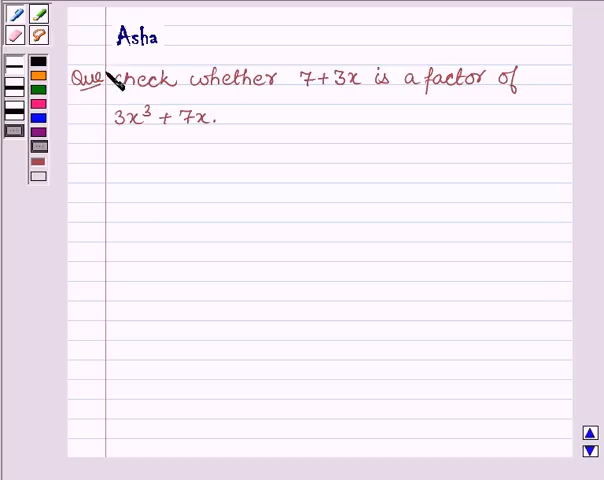 Asha
Que check whether 7+3x is a factor of
3x³ + 7x.